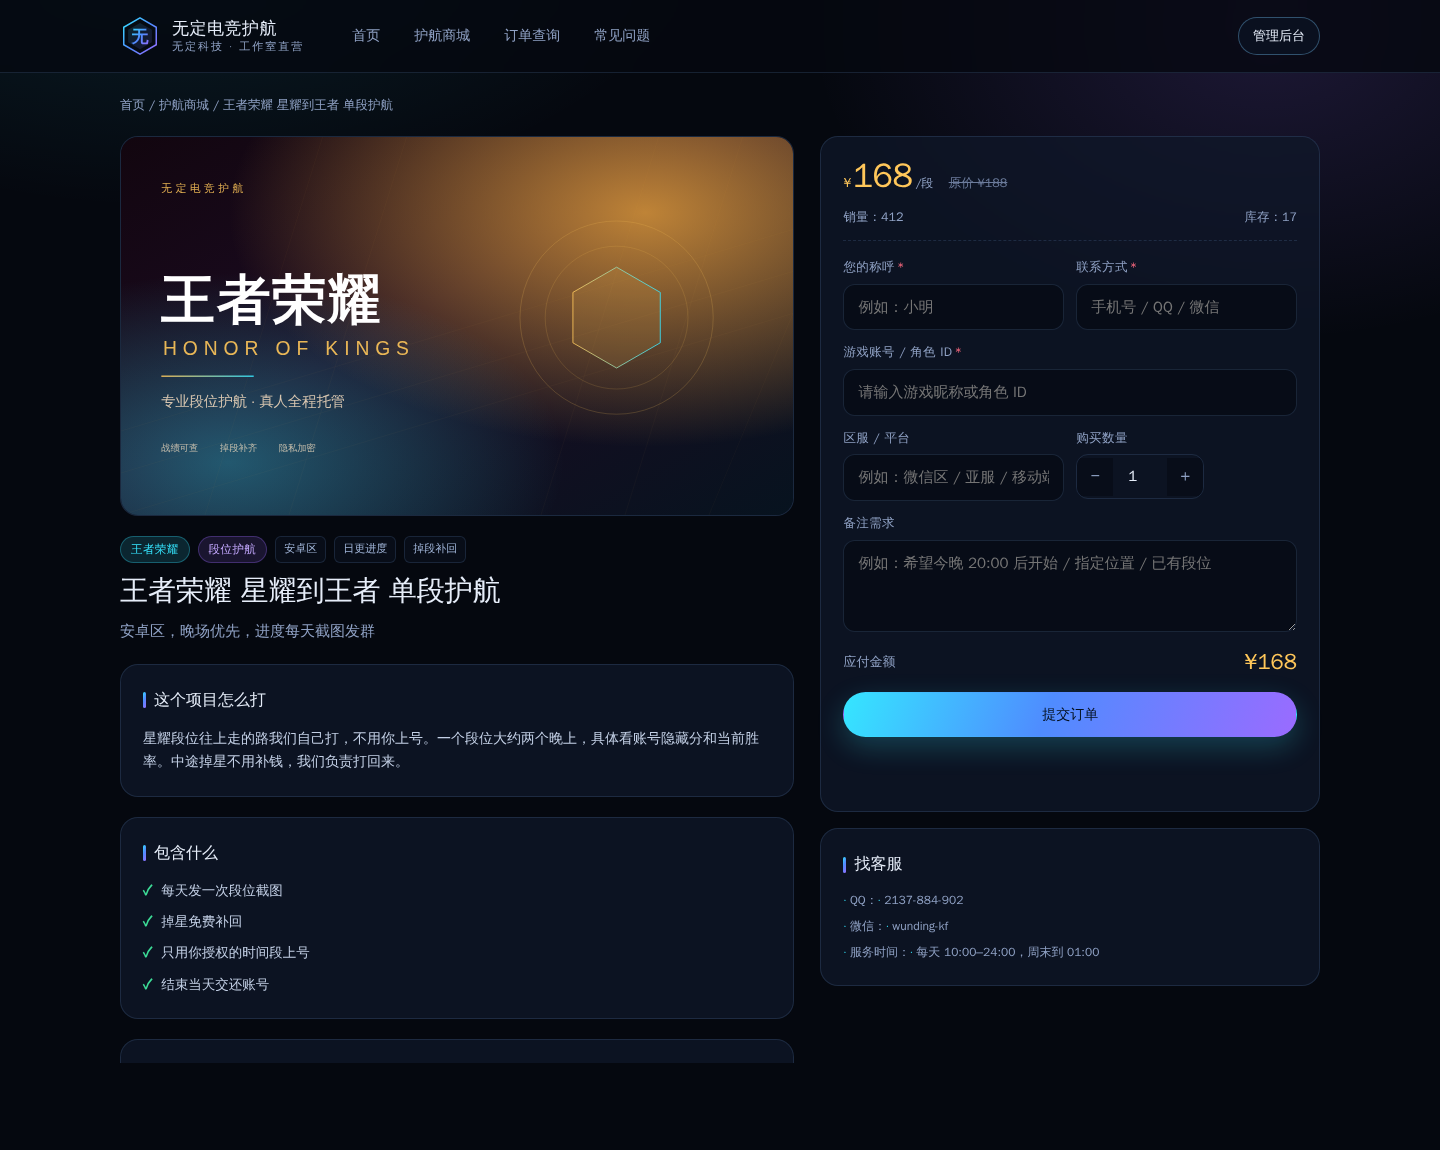 无
无定电竞护航
无定科技 · 工作室直营
首页
护航商城
订单查询
常见问题
管理后台
首页 / 护航商城 / 王者荣耀 星耀到王者 单段护航
无定电竞护航
王者荣耀
HONOR OF KINGS
专业段位护航 · 真人全程托管
战绩可查 掉段补齐 隐私加密
王者荣耀 段位护航 安卓区 日更进度 掉段补回
王者荣耀 星耀到王者 单段护航
安卓区，晚场优先，进度每天截图发群
这个项目怎么打
星耀段位往上走的路我们自己打，不用你上号。一个段位大约两个晚上，具体看账号隐藏分和当前胜
率。中途掉星不用补钱，我们负责打回来。
包含什么
✓ 每天发一次段位截图
✓ 掉星免费补回
✓ 只用你授权的时间段上号
✓ 结束当天交还账号
¥168 /段 原价 ¥188
销量：412 库存：17
您的称呼 * 联系方式 *
例如：小明 手机号 / QQ / 微信
游戏账号 / 角色 ID *
请输入游戏昵称或角色 ID
区服 / 平台 购买数量
例如：微信区 / 亚服 / 移动 − 1 +
备注需求
例如：希望今晚 20:00 后开始 / 指定位置 / 已有段位
应付金额 ¥168
提交订单
找客服
· QQ：· 2137-884-902
· 微信：· wunding-kf
· 服务时间：· 每天 10:00–24:00，周末到 01:00